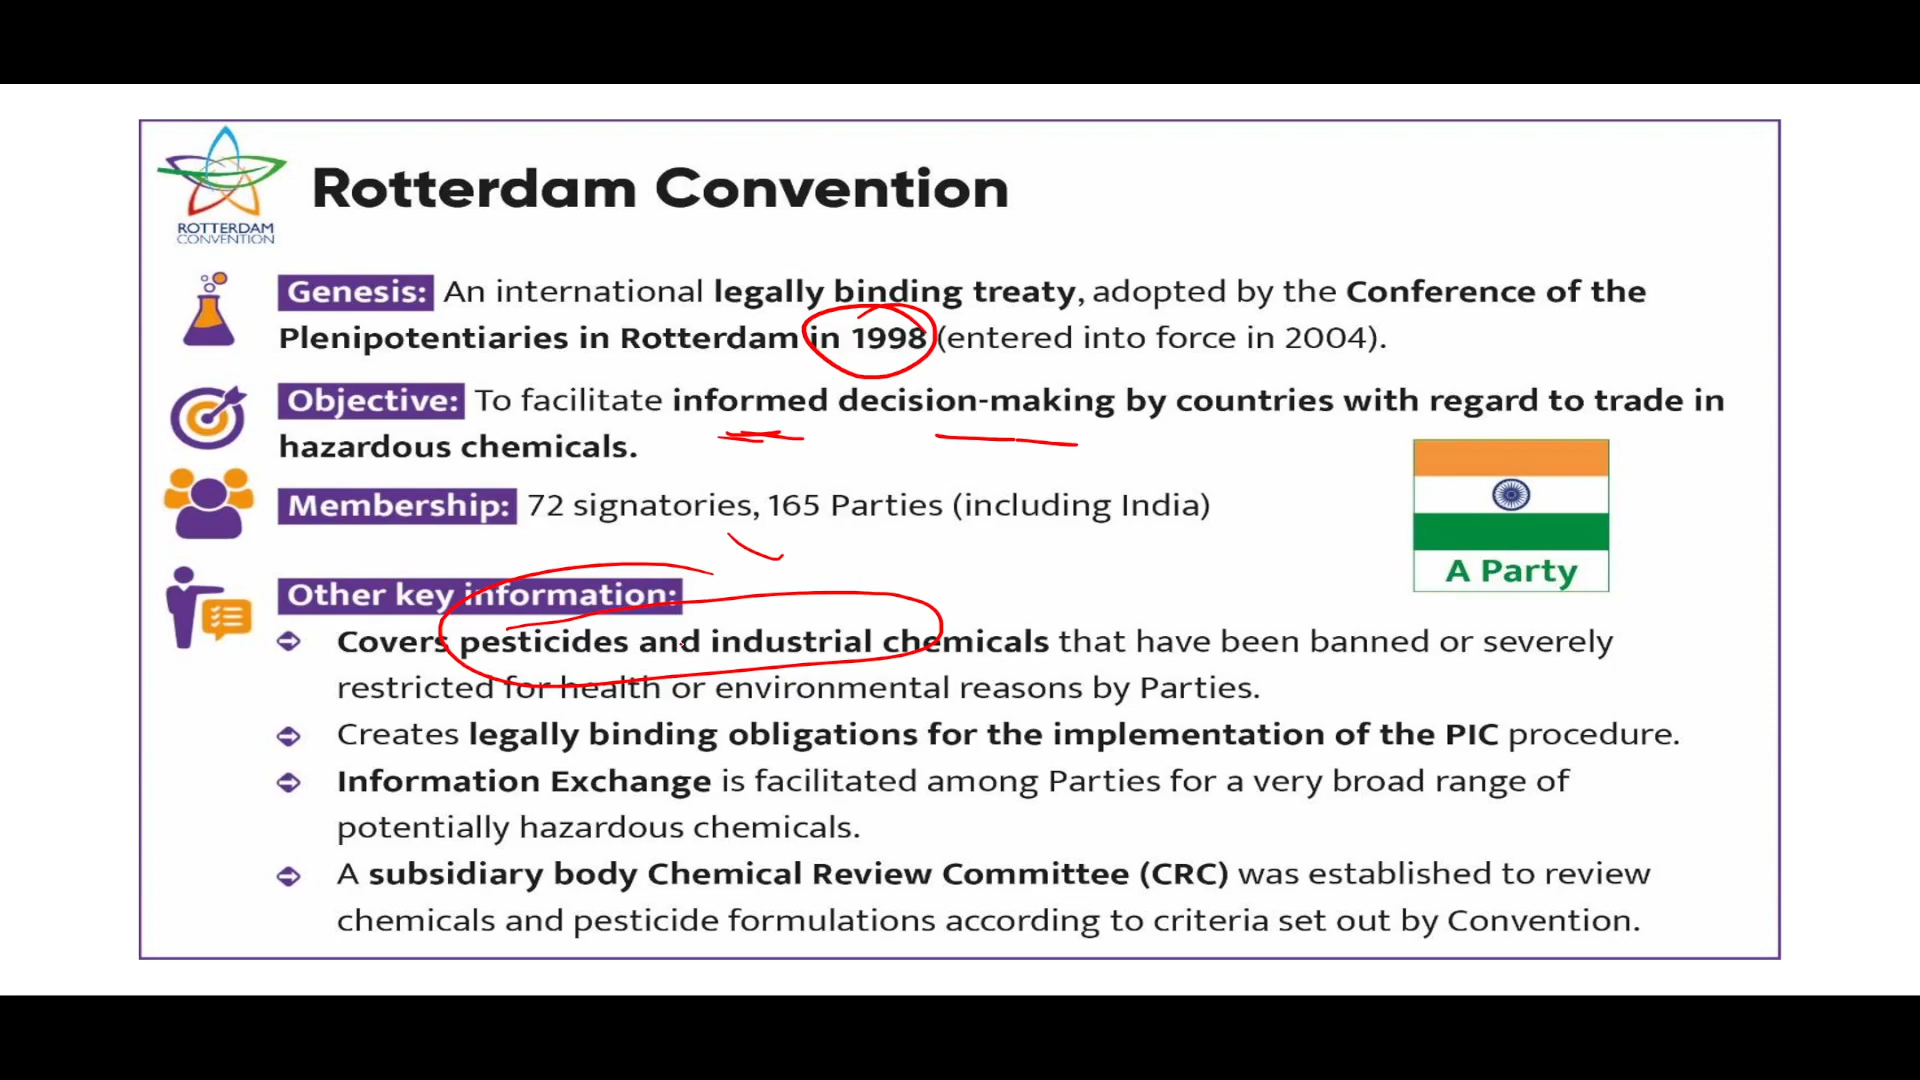 ROTTERDAM
CONVENTION
Rotterdam Convention
Genesis: An international legally binding treaty, adopted by the Conference of the
Plenipotentiaries in Rotterdam in 1998 (entered into force in 2004).
Objective: To facilitate informed decision-making by countries with regard to trade in
hazardous chemicals.
Membership: 72 signatories, 165 Parties (including India)
A Party
Other key information:
Covers pesticides and industrial chemicals that have been banned or severely
restricted for health or environmental reasons by Parties.
Creates legally binding obligations for the implementation of the PIC procedure.
Information Exchange is facilitated among Parties for a very broad range of
potentially hazardous chemicals.
A subsidiary body Chemical Review Committee (CRC) was established to review
chemicals and pesticide formulations according to criteria set out by Convention.